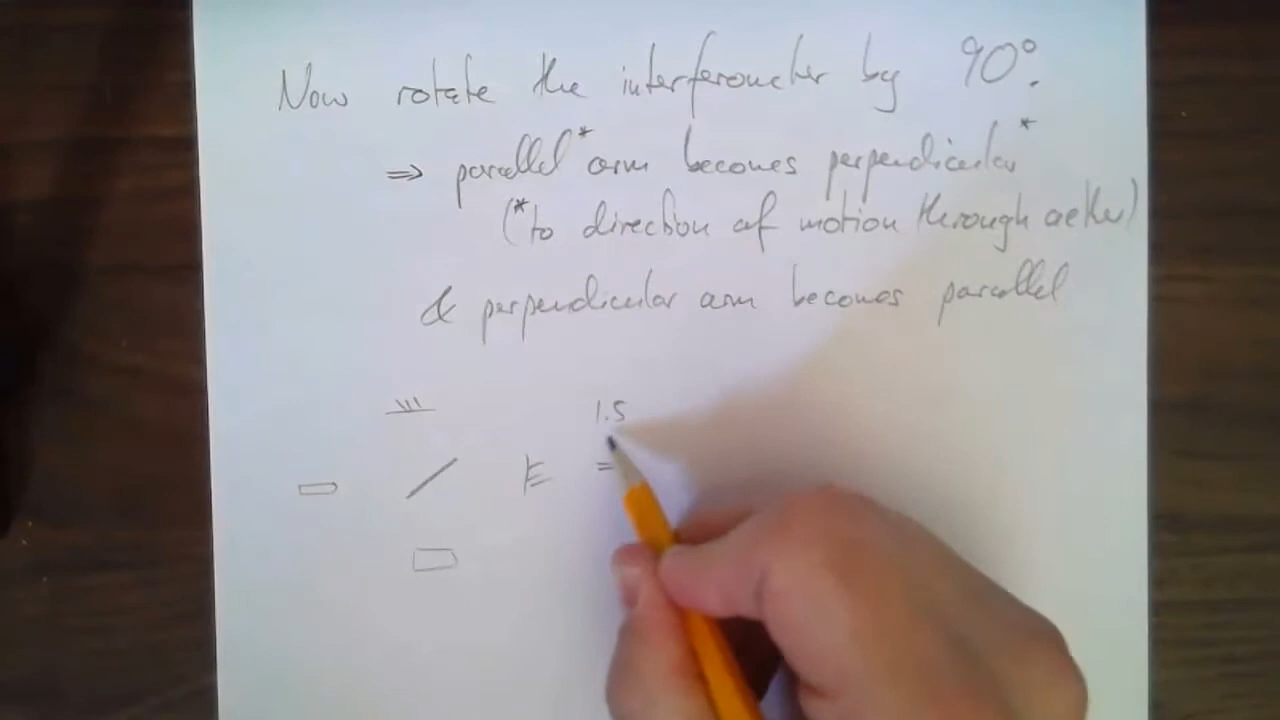 Now rotate the interferometer by 90°.
⇒ parallel* arm becomes perpendicular*
(*to direction of motion through aether)
& perpendicular arm becomes parallel
1.5
=